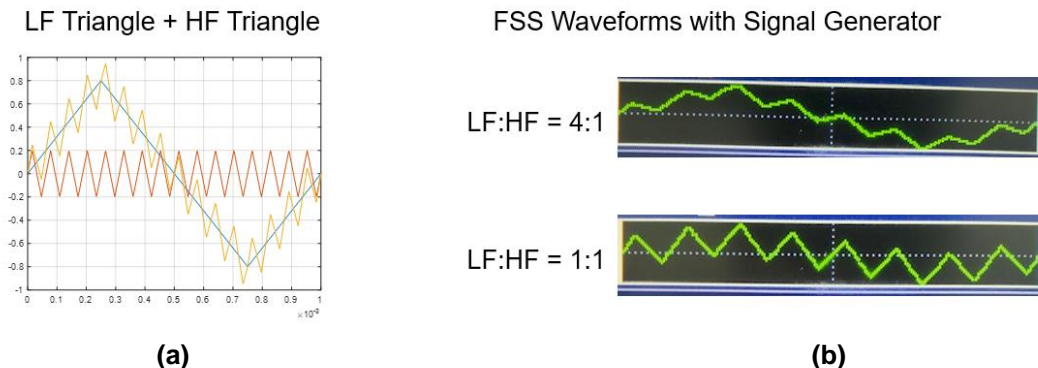 LF Triangle + HF Triangle
FSS Waveforms with Signal Generator
1
0.8
0.6
0.4
0.2
0
-0.2
-0.4
-0.6
-0.8
-1
0 0.1 0.2 0.3 0.4 0.5 0.6 0.7 0.8 0.9 1
×10⁻³
LF:HF = 4:1
LF:HF = 1:1
(a)
(b)